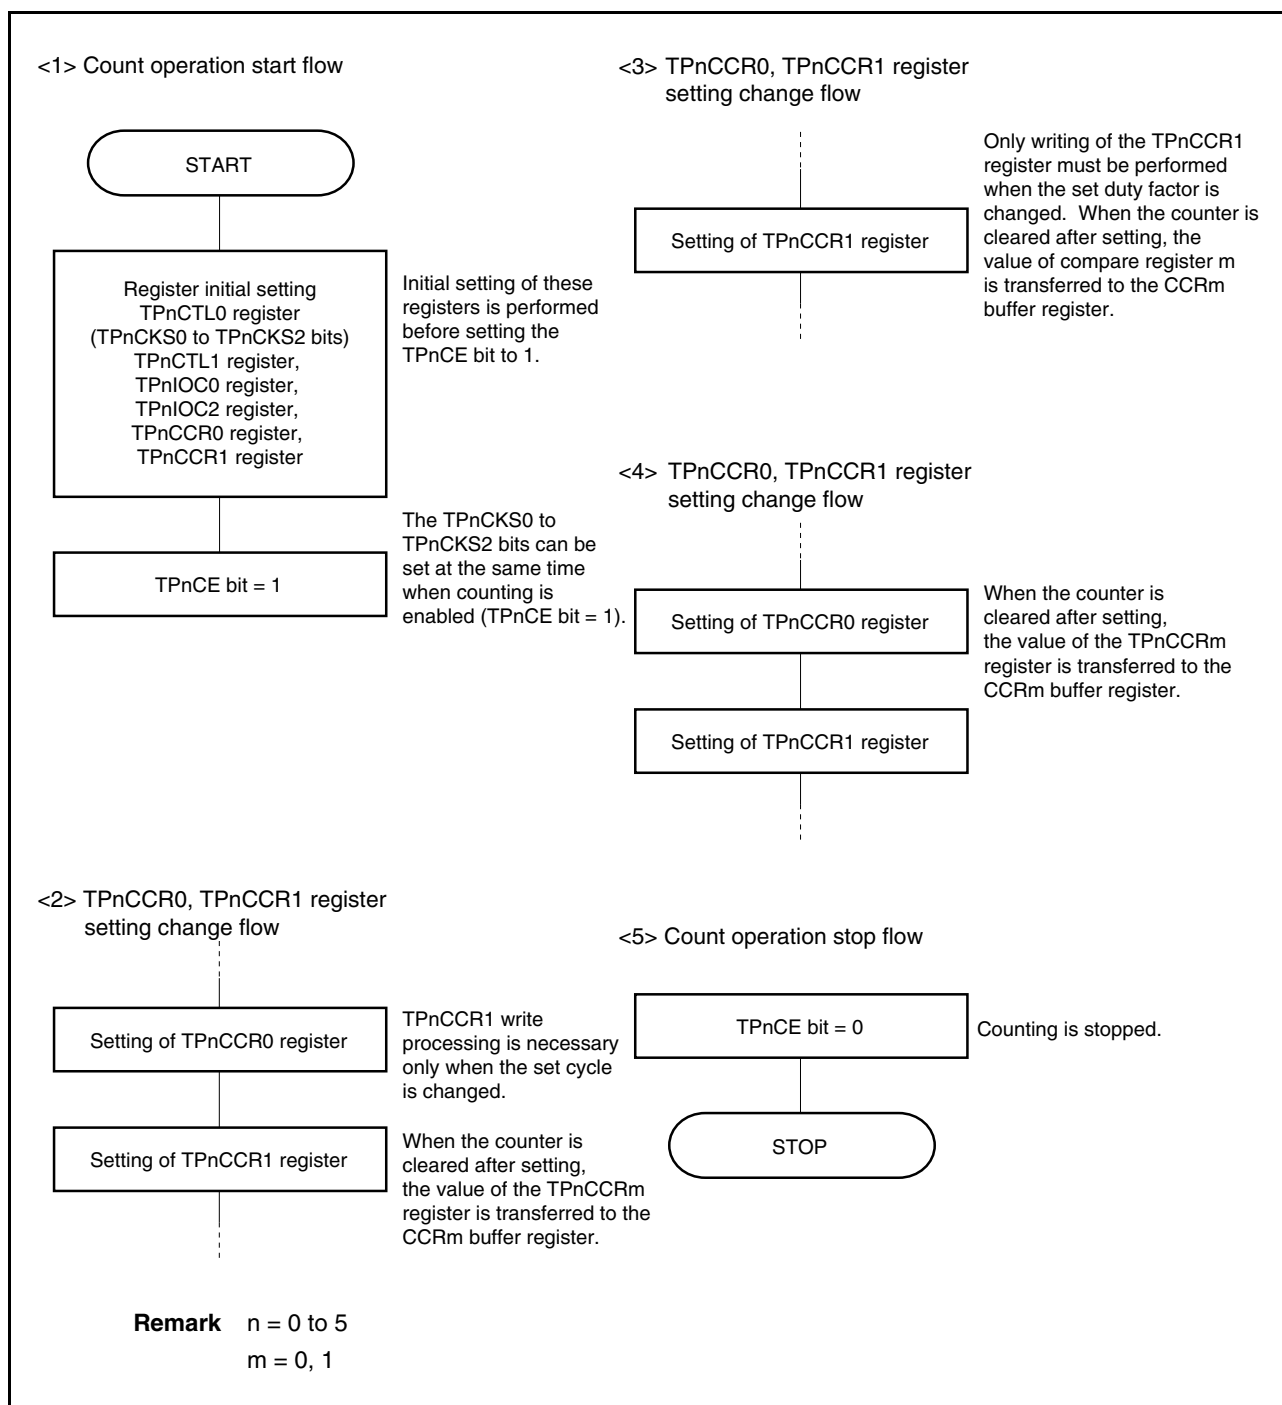 <1> Count operation start flow
START
Register initial setting
TPnCTL0 register
(TPnCKS0 to TPnCKS2 bits)
TPnCTL1 register,
TPnIOC0 register,
TPnIOC2 register,
TPnCCR0 register,
TPnCCR1 register
Initial setting of these
registers is performed
before setting the
TPnCE bit to 1.
TPnCE bit = 1
The TPnCKS0 to
TPnCKS2 bits can be
set at the same time
when counting is
enabled (TPnCE bit = 1).
<2> TPnCCR0, TPnCCR1 register
setting change flow
Setting of TPnCCR0 register
TPnCCR1 write
processing is necessary
only when the set cycle
is changed.
Setting of TPnCCR1 register
When the counter is
cleared after setting,
the value of the TPnCCRm
register is transferred to the
CCRm buffer register.
<3> TPnCCR0, TPnCCR1 register
setting change flow
Setting of TPnCCR1 register
Only writing of the TPnCCR1
register must be performed
when the set duty factor is
changed. When the counter is
cleared after setting, the
value of compare register m
is transferred to the CCRm
buffer register.
<4> TPnCCR0, TPnCCR1 register
setting change flow
Setting of TPnCCR0 register
When the counter is
cleared after setting,
the value of the TPnCCRm
register is transferred to the
CCRm buffer register.
Setting of TPnCCR1 register
<5> Count operation stop flow
TPnCE bit = 0
Counting is stopped.
STOP
Remark n = 0 to 5
m = 0, 1